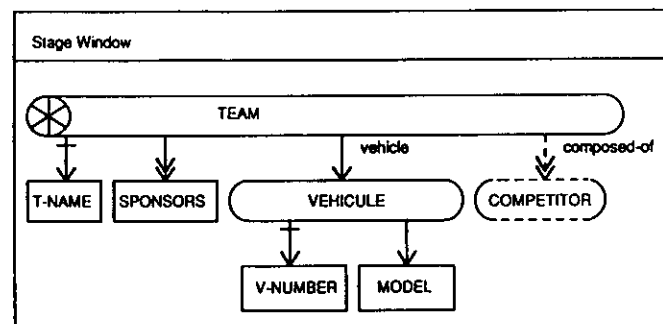 Stage Window
TEAM
vehicle
composed-of
T-NAME
SPONSORS
VEHICULE
COMPETITOR
V-NUMBER
MODEL